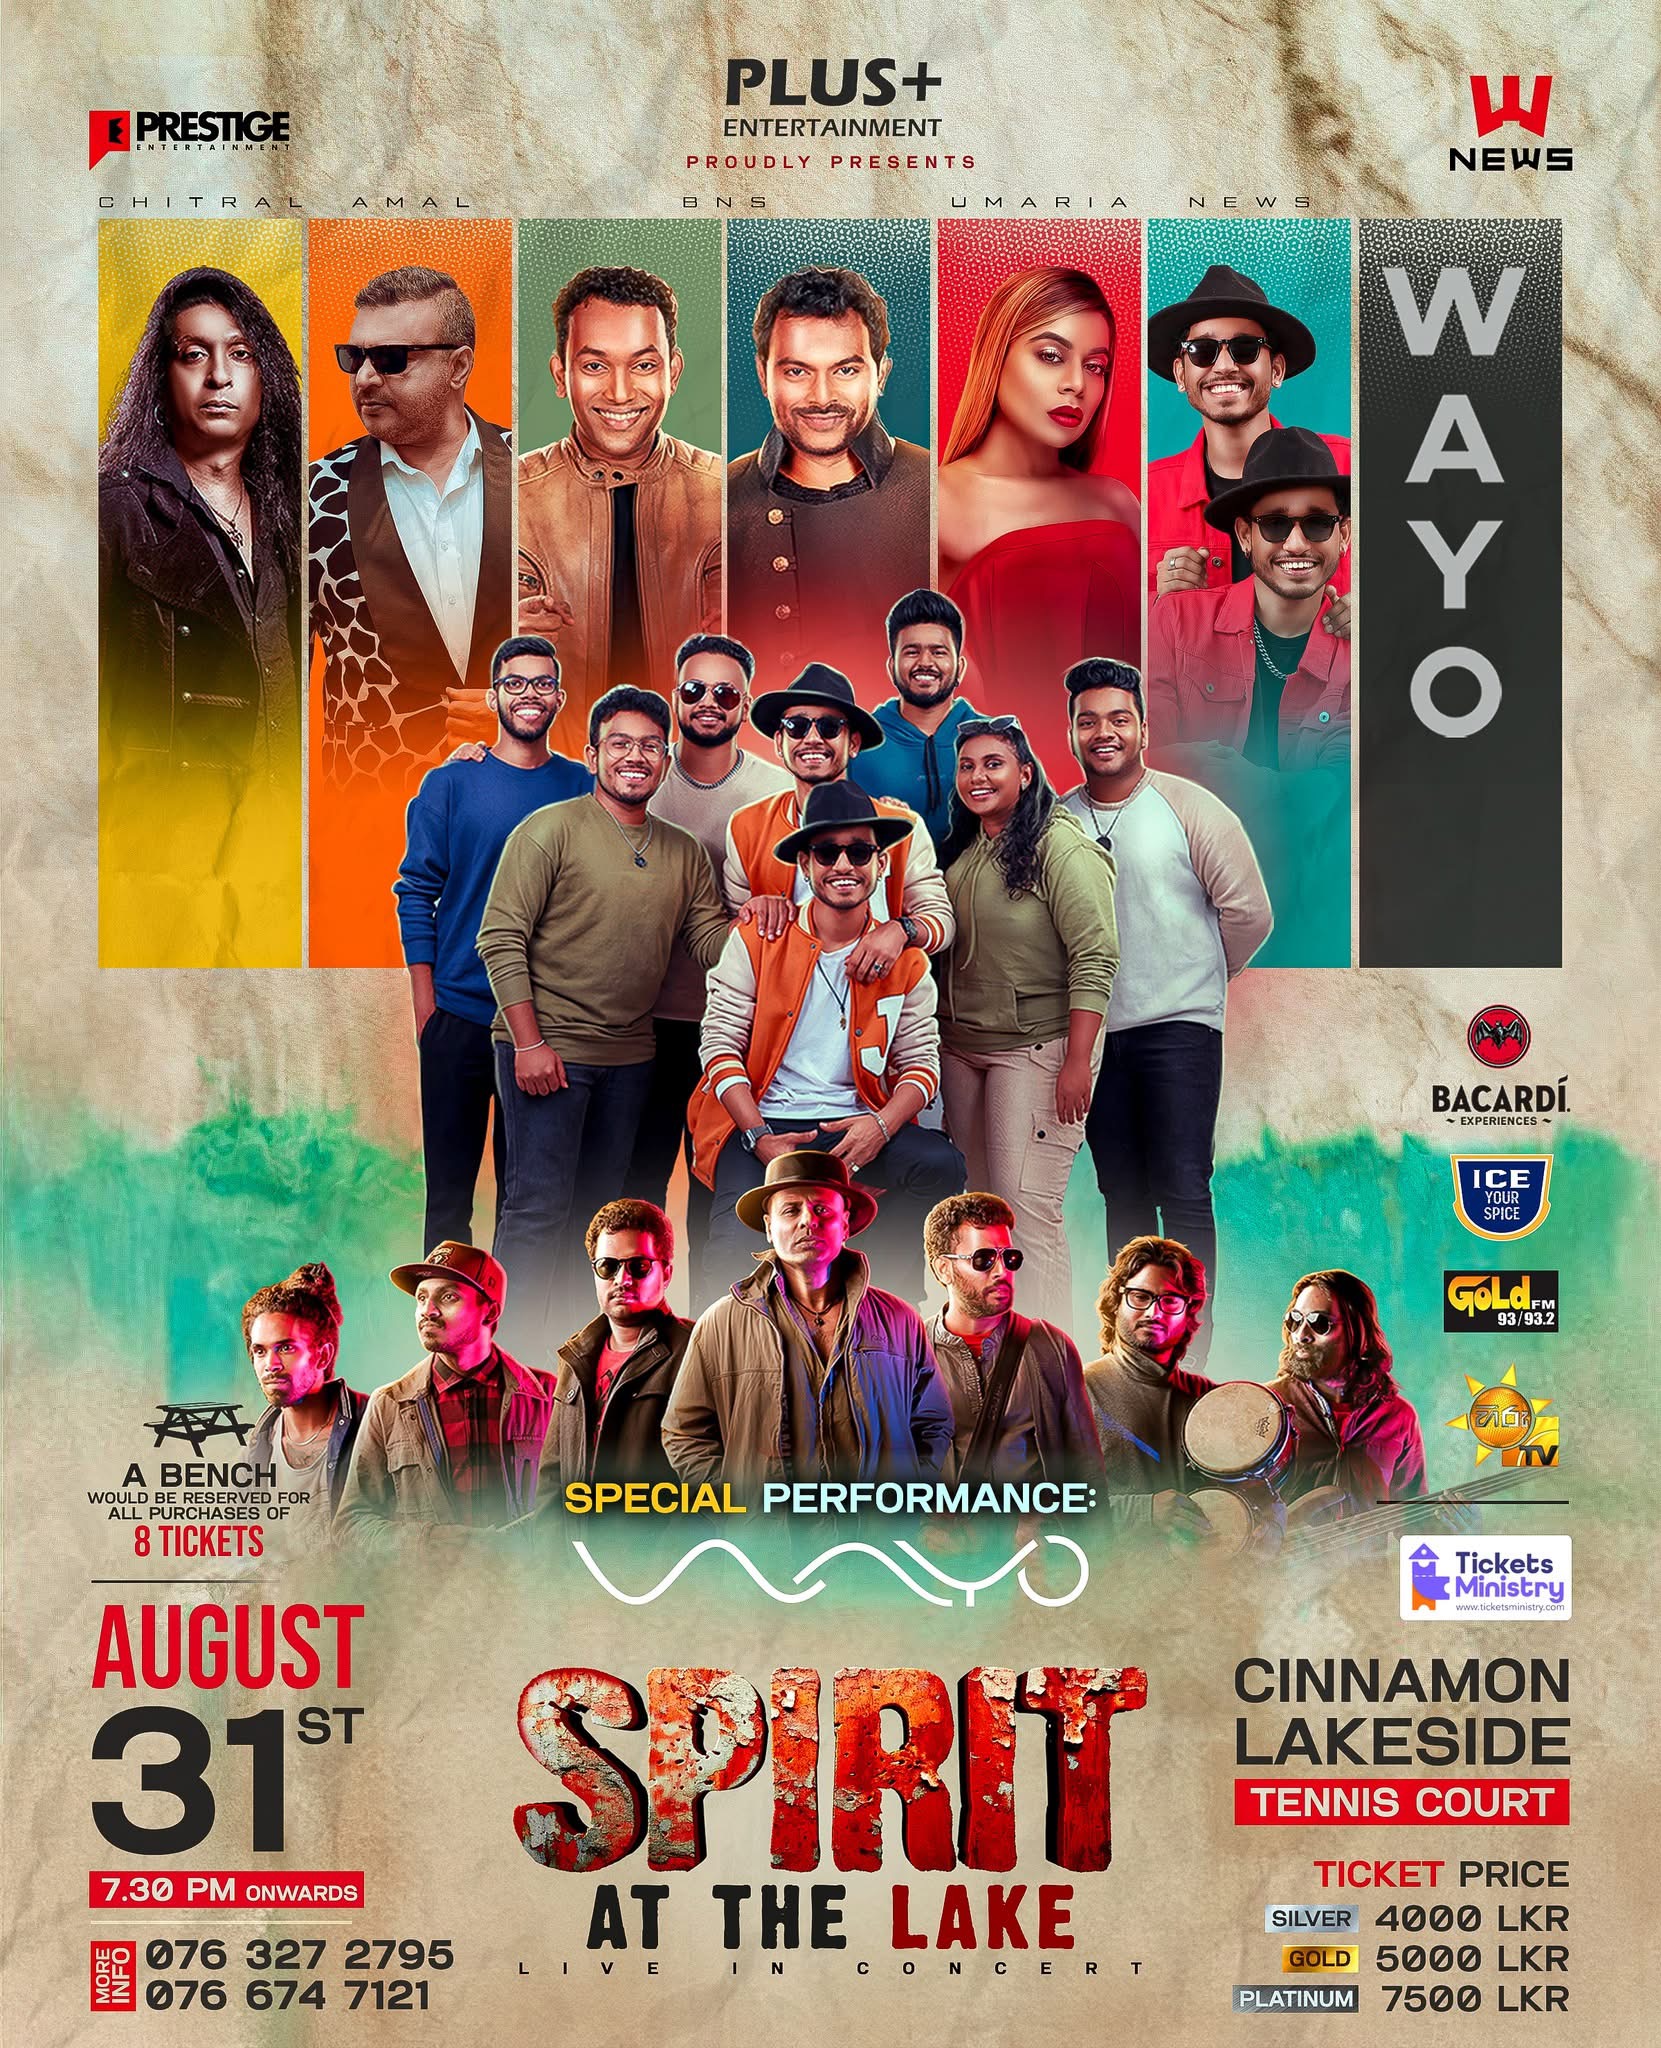 PRESTIGE
ENTERTAINMENT
PLUS+
ENTERTAINMENT
PROUDLY PRESENTS
W
NEWS
CHITRAL AMAL BNS UMARIA NEWS
W
A
Y
O
J
BACARDÍ.
~ EXPERIENCES ~
ICE
YOUR
SPICE
GOLD FM
93/93.2
හිරු
TV
A BENCH
WOULD BE RESERVED FOR
ALL PURCHASES OF
8 TICKETS
SPECIAL PERFORMANCE:
WAYO
Tickets
Ministry
www.ticketsministry.com
AUGUST
31ST
7.30 PM ONWARDS
MORE
INFO
076 327 2795
076 674 7121
SPIRIT
AT THE LAKE
LIVE IN CONCERT
CINNAMON
LAKESIDE
TENNIS COURT
TICKET PRICE
SILVER 4000 LKR
GOLD 5000 LKR
PLATINUM 7500 LKR